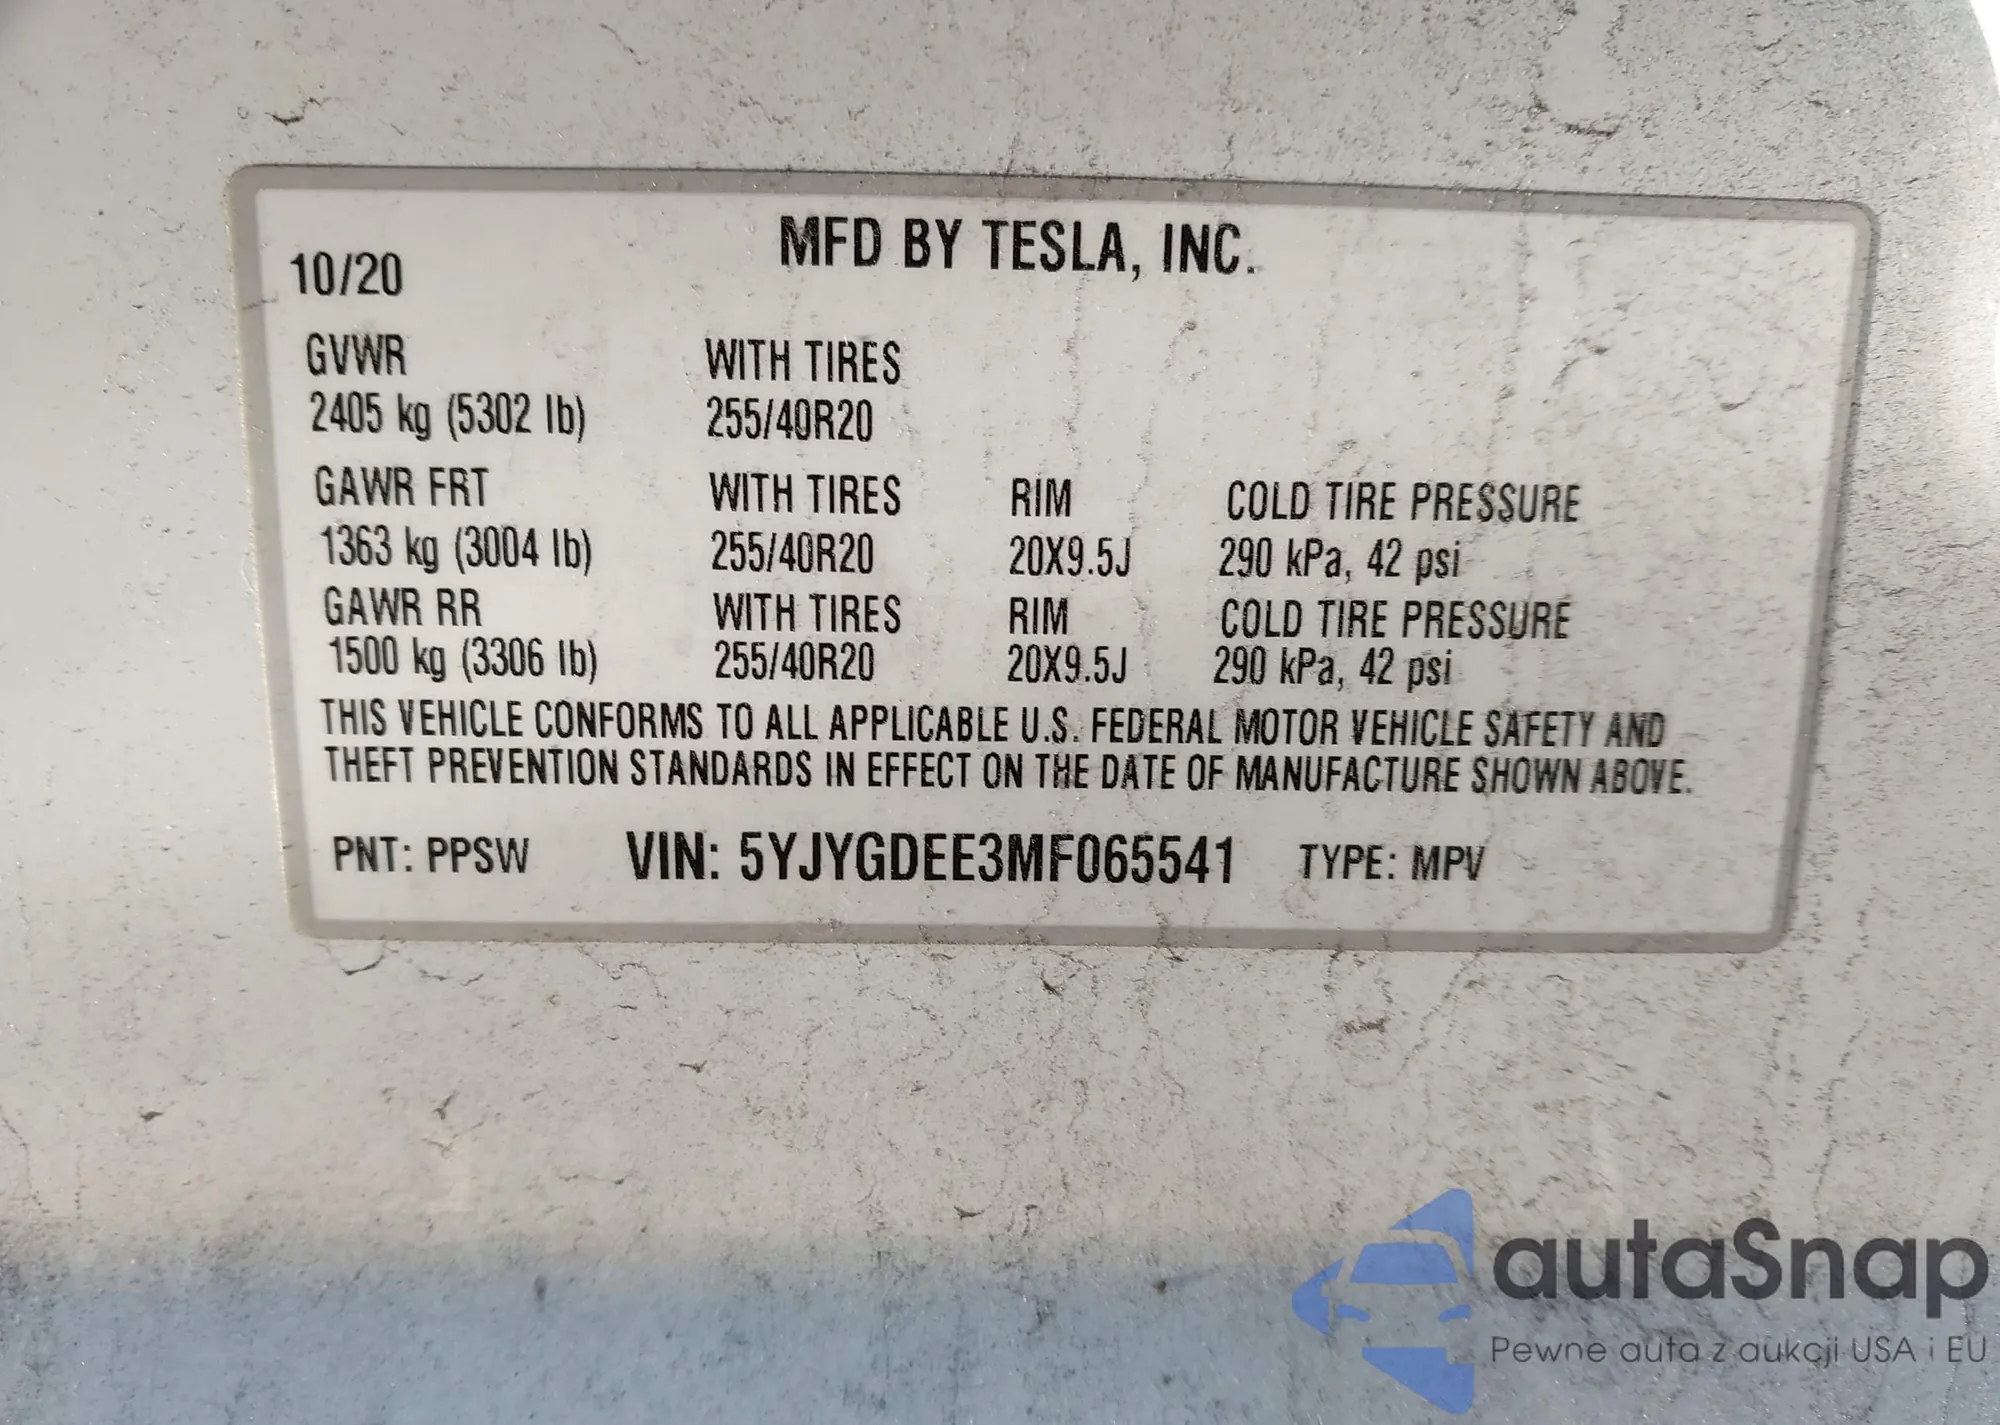 MFD BY TESLA, INC.
10/20
GVWR WITH TIRES
2405 kg (5302 lb) 255/40R20
GAWR FRT WITH TIRES RIM COLD TIRE PRESSURE
1363 kg (3004 lb) 255/40R20 20X9.5J 290 kPa, 42 psi
GAWR RR WITH TIRES RIM COLD TIRE PRESSURE
1500 kg (3306 lb) 255/40R20 20X9.5J 290 kPa, 42 psi
THIS VEHICLE CONFORMS TO ALL APPLICABLE U.S. FEDERAL MOTOR VEHICLE SAFETY AND
THEFT PREVENTION STANDARDS IN EFFECT ON THE DATE OF MANUFACTURE SHOWN ABOVE.
PNT: PPSW VIN: 5YJYGDEE3MF065541 TYPE: MPV
autaSnap
Pewne auta z aukcji USA i EU